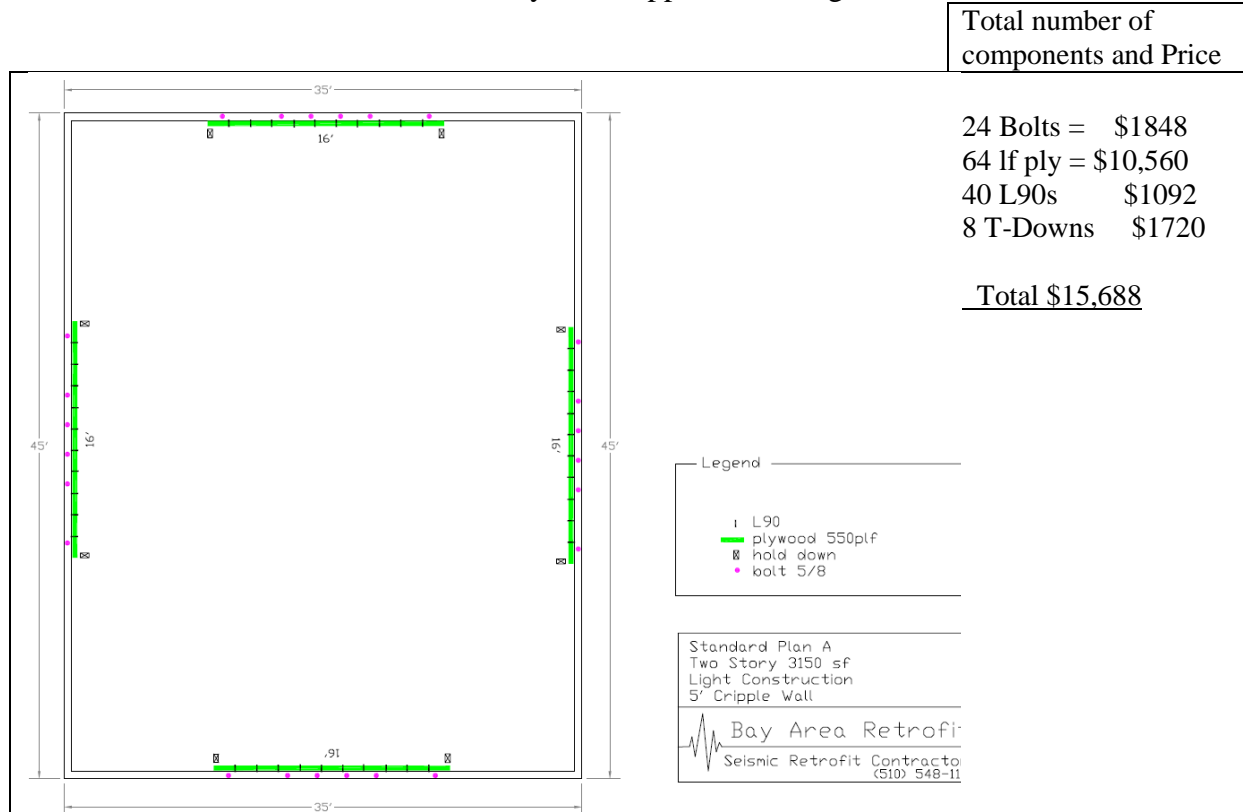 Total number of
components and Price
35'
16'
24 Bolts = $1848
64 lf ply = $10,560
40 L90s $1092
8 T-Downs $1720
Total $15,688
45'
16'
16'
45'
Legend
L90
plywood 550plf
hold down
bolt 5/8
Standard Plan A
Two Story 3150 sf
Light Construction
5' Cripple Wall
Bay Area Retrofi
Seismic Retrofit Contracto
(510) 548-11
16'
35'